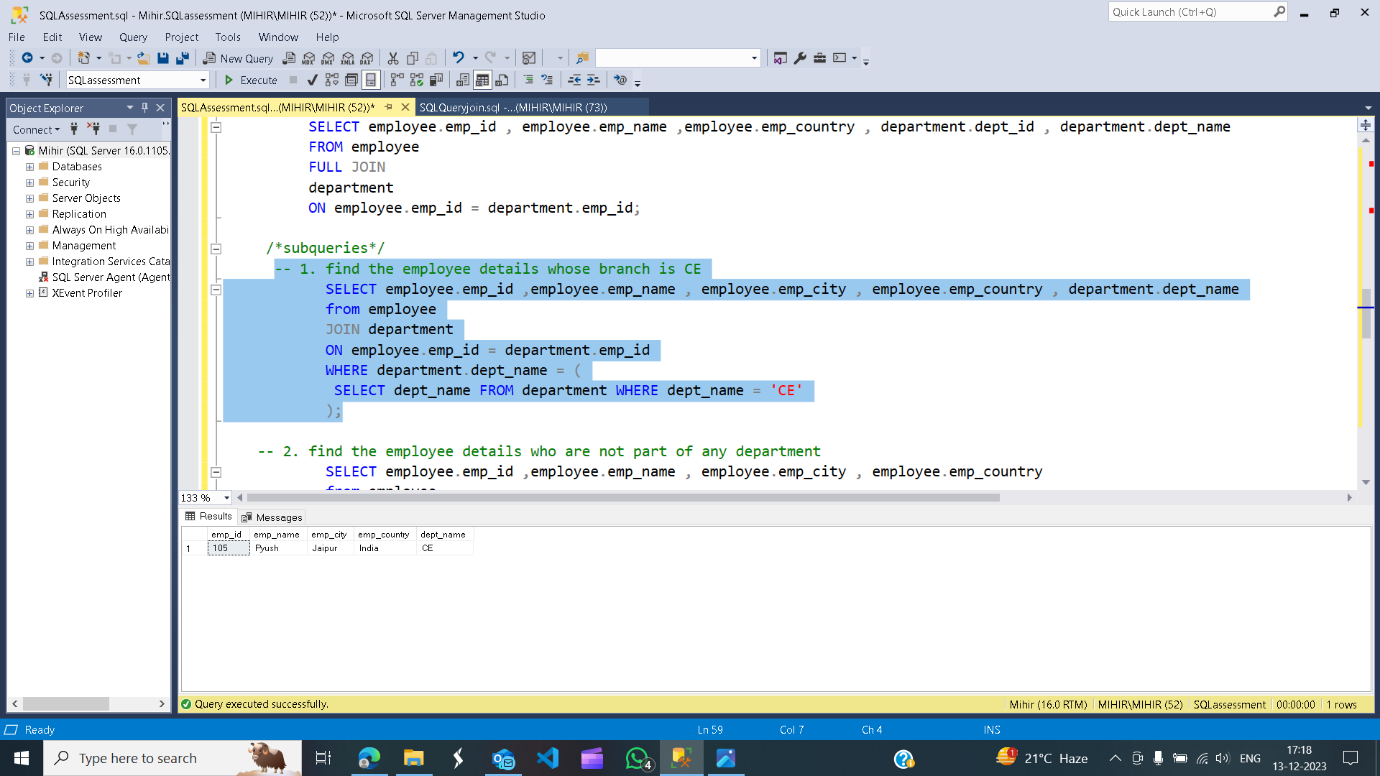 SQLAssessment.sql - Mihir.SQLassessment (MIHIR\MIHIR (52))* - Microsoft SQL Server Management Studio
Quick Launch (Ctrl+Q)
File Edit View Query Project Tools Window Help
New Query
MDX DMX XMLA DAX
SQLassessment Execute
Object Explorer
SQLAssessment.sql...(MIHIR\MIHIR (52))* SQLQueryjoin.sql -...(MIHIR\MIHIR (73))
Connect
Mihir (SQL Server 16.0.1105.
Databases
Security
Server Objects
Replication
Always On High Availabi
Management
Integration Services Cata
SQL Server Agent (Agent
XEvent Profiler
SELECT employee.emp_id , employee.emp_name ,employee.emp_country , department.dept_id , department.dept_name
FROM employee
FULL JOIN
department
ON employee.emp_id = department.emp_id;
/*subqueries*/
-- 1. find the employee details whose branch is CE
SELECT employee.emp_id ,employee.emp_name , employee.emp_city , employee.emp_country , department.dept_name
from employee
JOIN department
ON employee.emp_id = department.emp_id
WHERE department.dept_name = (
SELECT dept_name FROM department WHERE dept_name = 'CE'
);
-- 2. find the employee details who are not part of any department
SELECT employee.emp_id ,employee.emp_name , employee.emp_city , employee.emp_country
from employee
133 %
Results Messages
emp_id emp_name emp_city emp_country dept_name
1 105 Pyush Jaipur India CE
Query executed successfully. Mihir (16.0 RTM) MIHIR\MIHIR (52) SQLassessment 00:00:00 1 rows
Ready Ln 59 Col 7 Ch 4 INS
Type here to search
4
1 21°C Haze ENG 17:18
13-12-2023